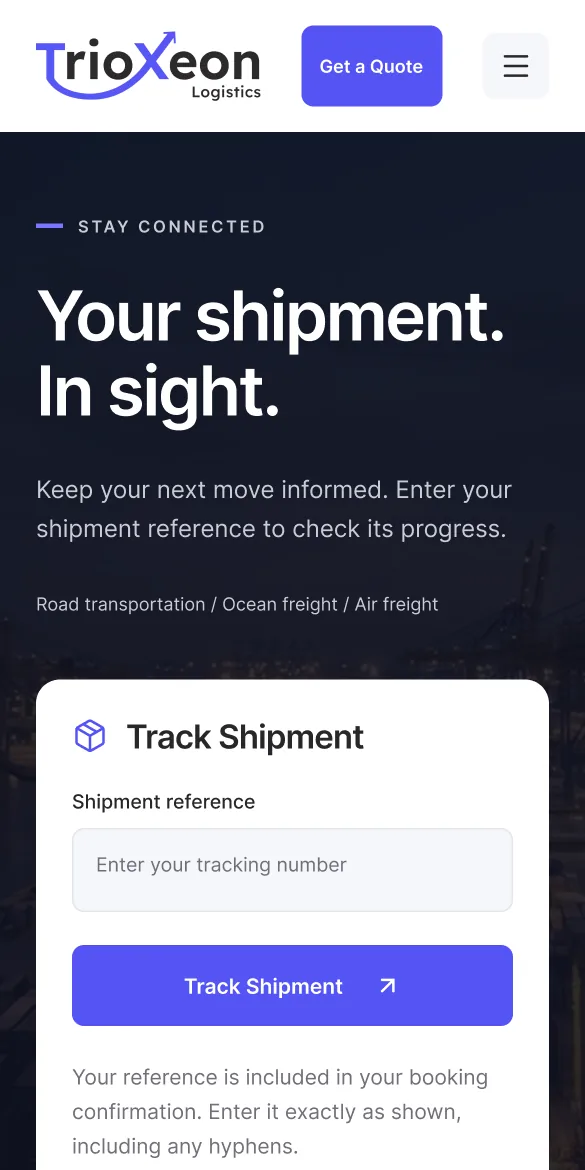 TrioXeon
Logistics
Get a Quote
STAY CONNECTED
Your shipment.
In sight.
Keep your next move informed. Enter your
shipment reference to check its progress.
Road transportation / Ocean freight / Air freight
Track Shipment
Shipment reference
Enter your tracking number
Track Shipment
Your reference is included in your booking
confirmation. Enter it exactly as shown,
including any hyphens.